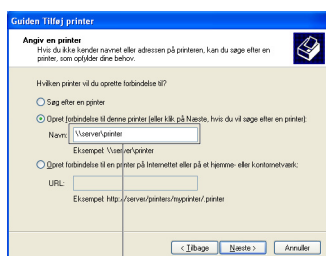 Guiden Tilføj printer
Angiv en printer
Hvis du ikke kender navnet eller adressen på printeren, kan du søge efter en
printer, som opfylder dine behov.
Hvilken printer vil du oprette forbindelse til?
Søg efter en printer
Opret forbindelse til denne printer (eller klik på Næste, hvis du vil søge efter en printer):
Navn: \\server\printer
Eksempel: \\server\printer
Opret forbindelse til en printer på Internettet eller på et hjemme- eller kontornetværk:
URL:
Eksempel: http://server/printers/myprinter/.printer
< Tilbage Næste > Annuller